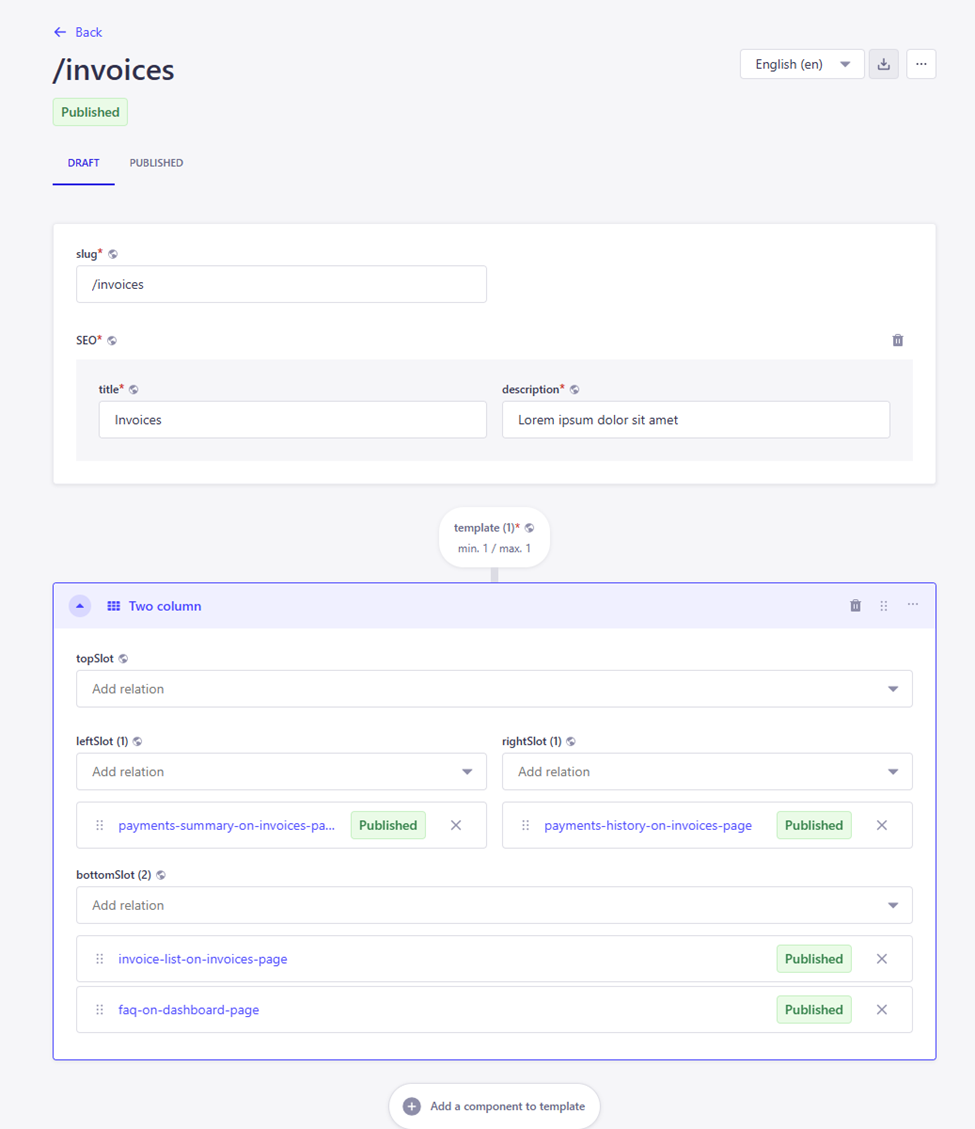 Back
/invoices
English (en)
Published
DRAFT PUBLISHED
slug*
/invoices
SEO*
title* description*
Invoices Lorem ipsum dolor sit amet
template (1)*
min. 1 / max. 1
Two column
topSlot
Add relation
leftSlot (1) rightSlot (1)
Add relation Add relation
payments-summary-on-invoices-pa... Published payments-history-on-invoices-page Published
bottomSlot (2)
Add relation
invoice-list-on-invoices-page Published
faq-on-dashboard-page Published
Add a component to template